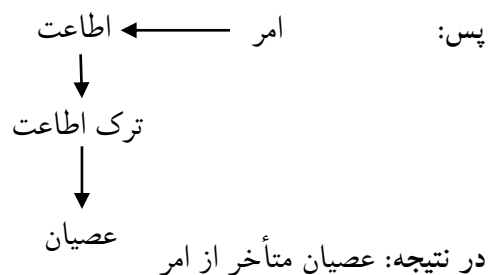 پس: امر اطاعت
ترک اطاعت
عصیان
در نتیجه: عصیان متأخر از امر